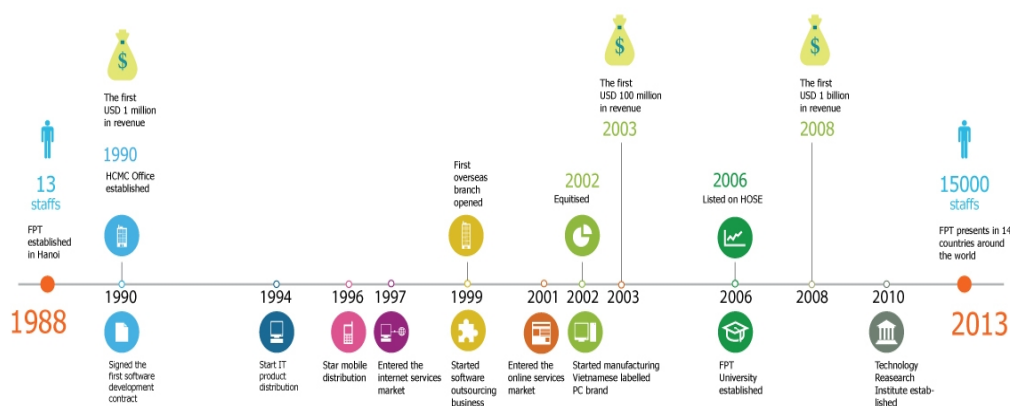 $
The first
USD 1 million
in revenue
1990
HCMC Office
established
13
staffs
FPT
established
in Hanoi
First
overseas
branch
opened
2002
Equitised
$
The first
USD 100 million
in revenue
2003
2006
Listed on HOSE
$
The first
USD 1 billion
in revenue
2008
15000
staffs
FPT presents in 14
countries around
the world
1988
1990
1994
1996
1997
1999
2001
2002
2003
2006
2008
2010
2013
Signed the
first software
development
contract
Start IT
product
distribution
Star mobile
distribution
Entered the
internet services
market
Started
software
outsourcing
business
Entered the
online services
market
Started manufacturing
Vietnamese labelled
PC brand
FPT
University
established
Technology
Reasearch
Institute estab-
lished